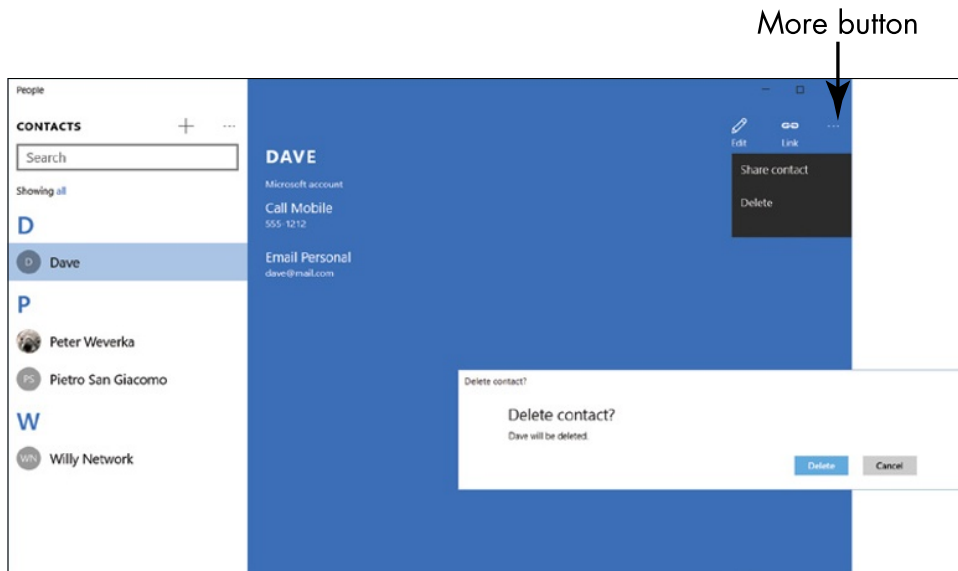 More button
People
CONTACTS
Search
Showing all
D
D Dave
P
Peter Weverka
PS Pietro San Giacomo
W
WN Willy Network
DAVE
Microsoft account
Call Mobile
555-1212
Email Personal
dave@mail.com
Edit Link ...
Share contact
Delete
Delete contact?
Delete contact?
Dave will be deleted.
Delete Cancel